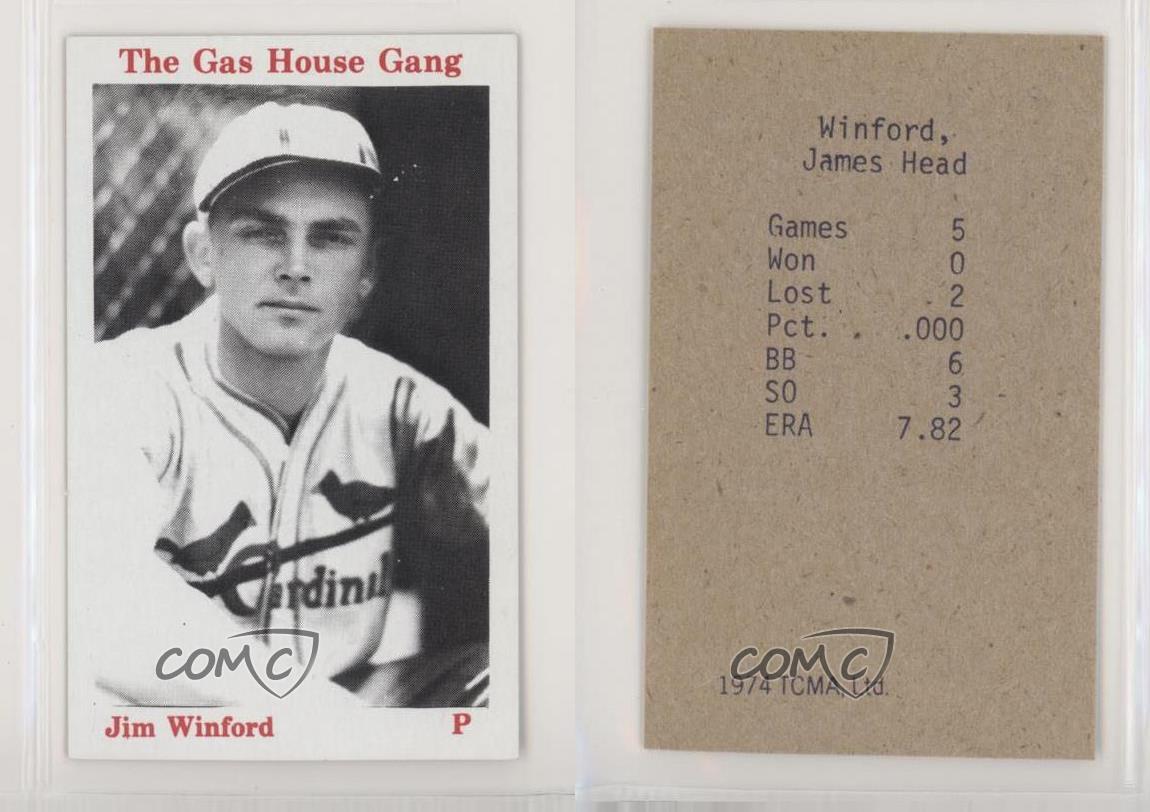 The Gas House Gang
Cardinals
COMC
Jim Winford P
Winford,
James Head
Games 5
Won 0
Lost 2
Pct. .000
BB 6
SO 3
ERA 7.82
COMC
1974 TCMA, Ltd.